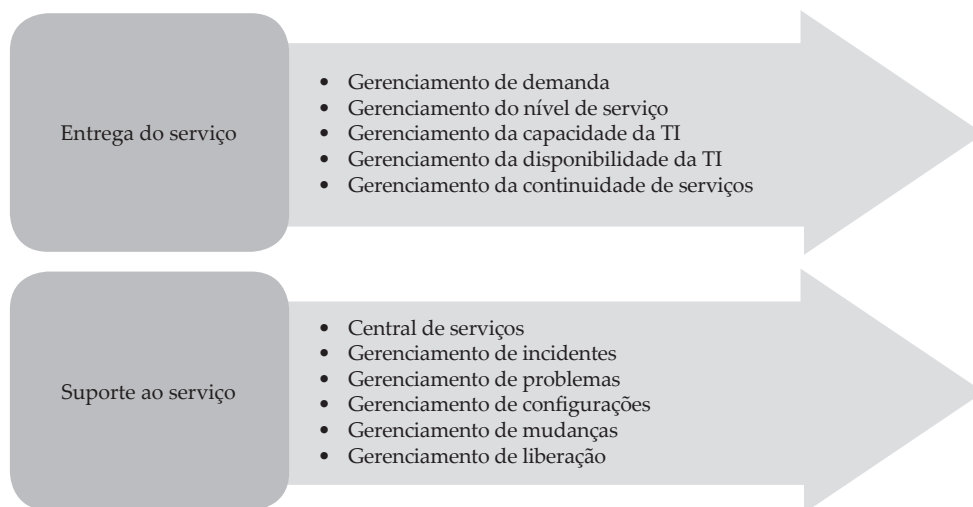 Entrega do serviço
• Gerenciamento de demanda
• Gerenciamento do nível de serviço
• Gerenciamento da capacidade da TI
• Gerenciamento da disponibilidade da TI
• Gerenciamento da continuidade de serviços
Suporte ao serviço
• Central de serviços
• Gerenciamento de incidentes
• Gerenciamento de problemas
• Gerenciamento de configurações
• Gerenciamento de mudanças
• Gerenciamento de liberação